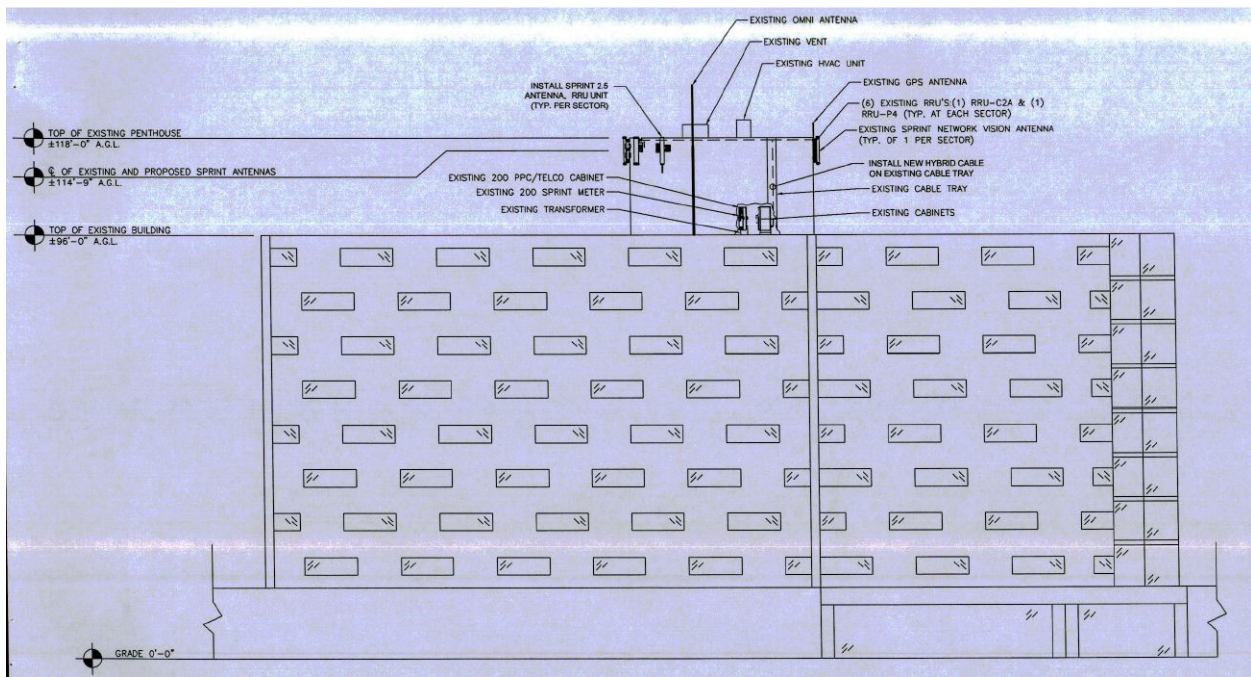 EXISTING OMNI ANTENNA
EXISTING VENT
EXISTING HVAC UNIT
INSTALL SPRINT 2.5
ANTENNA, RRU UNIT
(TYP. PER SECTOR)
EXISTING GPS ANTENNA
(6) EXISTING RRU'S:(1) RRU-C2A & (1)
RRU-P4 (TYP. AT EACH SECTOR)
EXISTING SPRINT NETWORK VISION ANTENNA
(TYP. OF 1 PER SECTOR)
TOP OF EXISTING PENTHOUSE
±118'-0" A.G.L.
℄ OF EXISTING AND PROPOSED SPRINT ANTENNAS
±114'-9" A.G.L.
INSTALL NEW HYBRID CABLE
ON EXISTING CABLE TRAY
EXISTING 200 PPC/TELCO CABINET
EXISTING CABLE TRAY
EXISTING 200 SPRINT METER
EXISTING TRANSFORMER
EXISTING CABINETS
TOP OF EXISTING BUILDING
±96'-0" A.G.L.
GRADE 0'-0"